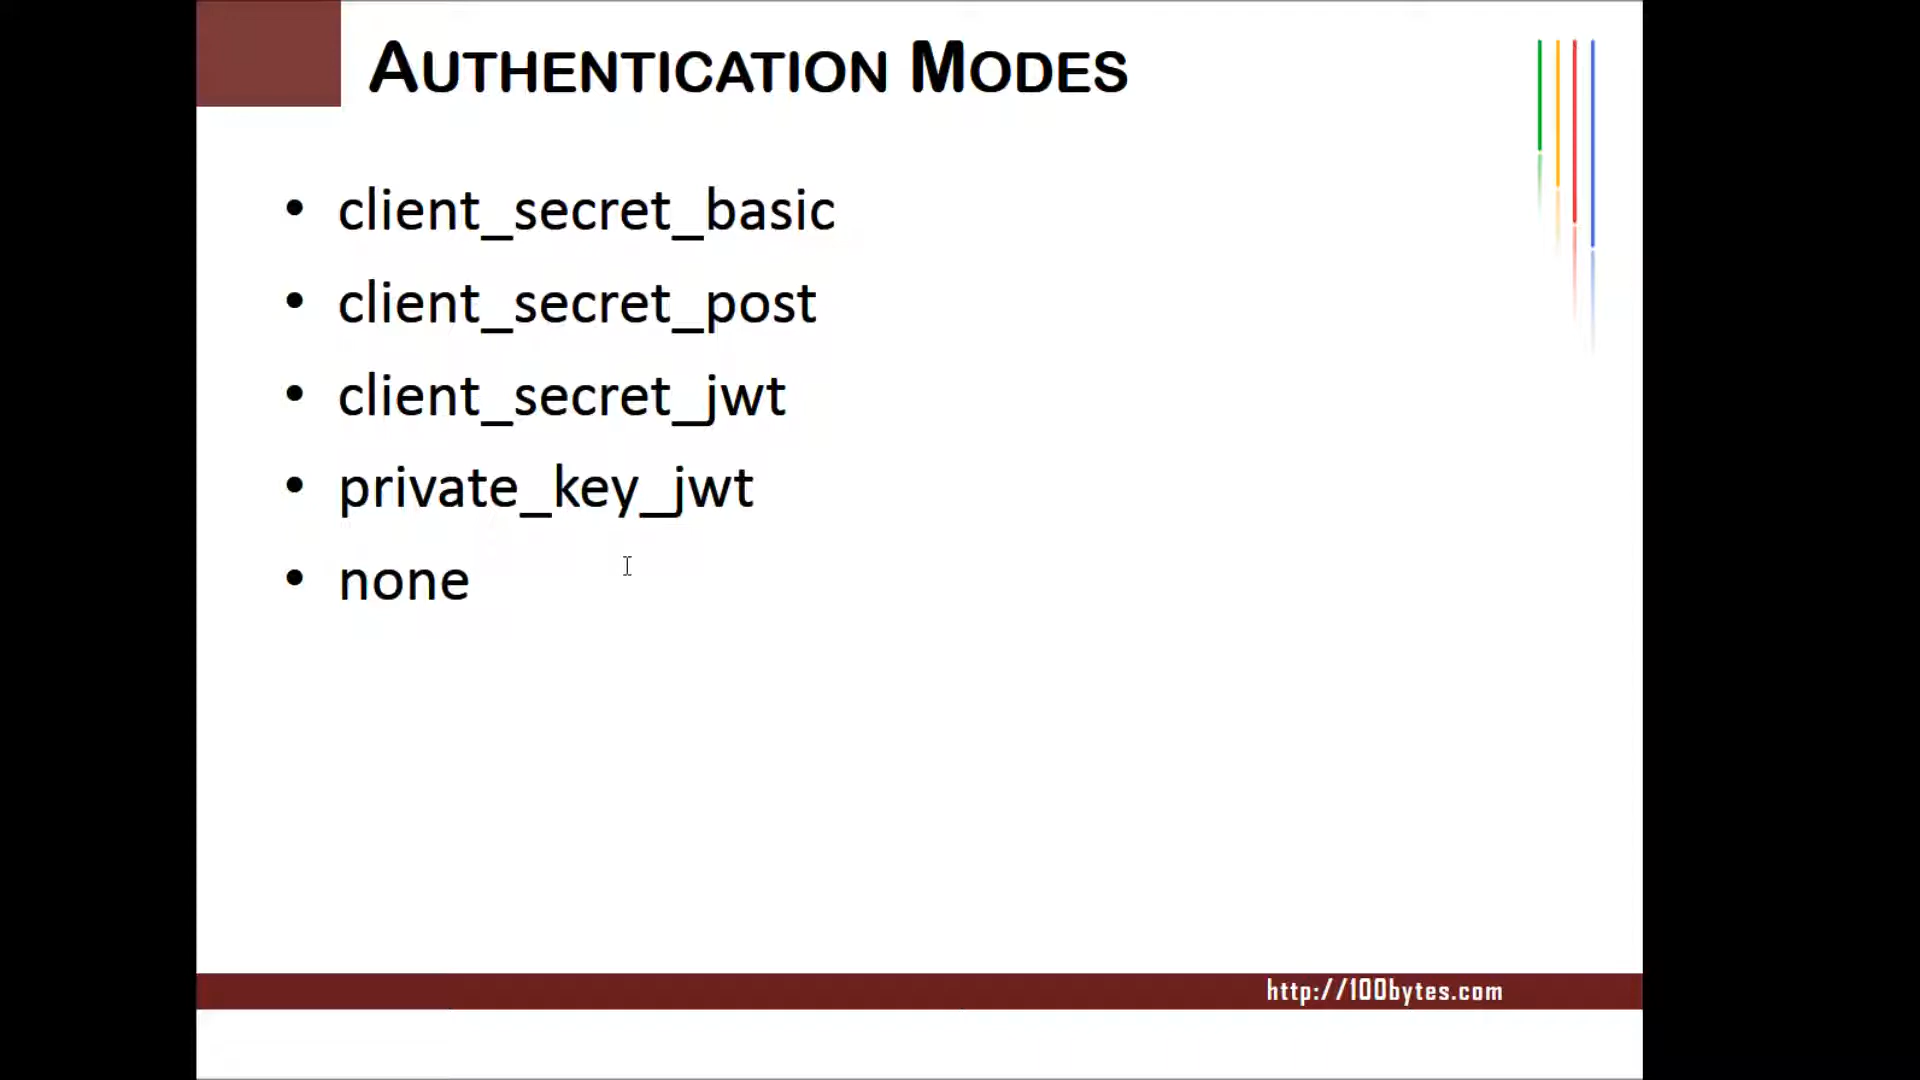 AUTHENTICATION MODES
• client_secret_basic
• client_secret_post
• client_secret_jwt
• private_key_jwt
• none
http://100bytes.com